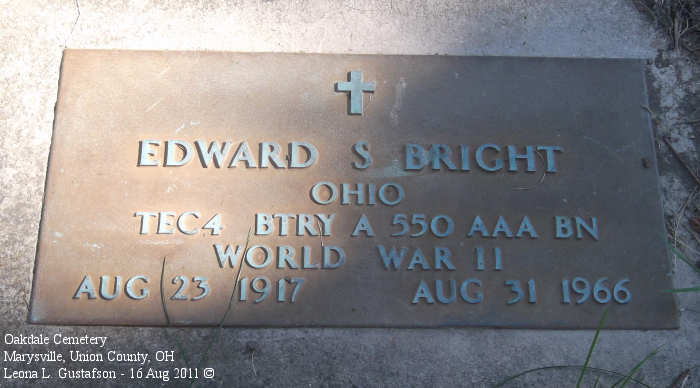 EDWARD S BRIGHT
OHIO
TEC4 BTRY A 550 AAA BN
WORLD WAR II
AUG 23 1917 AUG 31 1966
Oakdale Cemetery
Marysville, Union County, OH
Leona L. Gustafson - 16 Aug 2011 ©